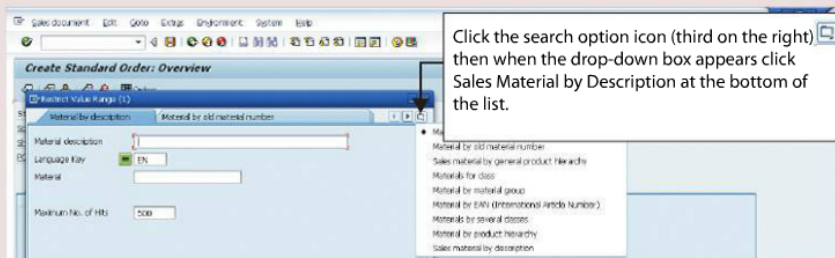 Sales document Edit Goto Extras Environment System Help
Create Standard Order: Overview
Restrict Value Range (1)
Material by description Material by old material number
Material description
Language Key EN
Material
Maximum No. of Hits 500
Click the search option icon (third on the right)
then when the drop-down box appears click
Sales Material by Description at the bottom of
the list.
Material by old material number
Sales material by general product hierarchy
Materials for class
Material by material group
Material by EAN (International Article Number)
Materials by several classes
Material by product hierarchy
Sales material by description